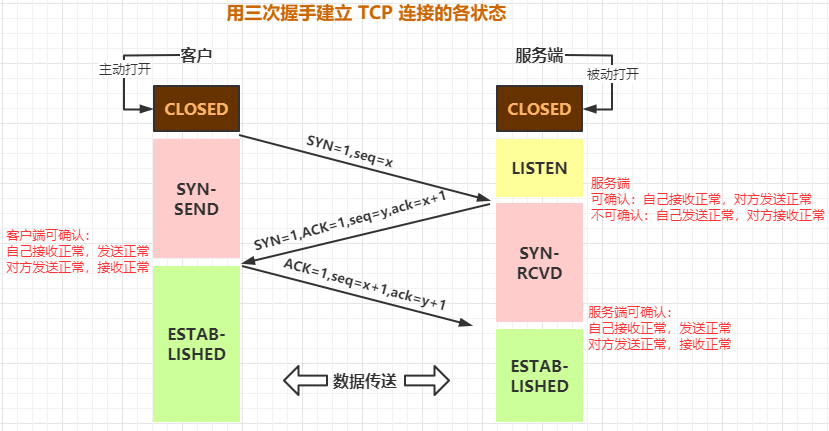 用三次握手建立 TCP 连接的各状态
客户
服务端
主动打开
被动打开
CLOSED
CLOSED
SYN=1,seq=x
LISTEN
SYN-
SEND
服务端
可确认：自己接收正常，对方发送正常
不可确认：自己发送正常，对方接收正常
SYN=1,ACK=1,seq=y,ack=x+1
客户端可确认：
自己接收正常，发送正常
对方发送正常，接收正常
SYN-
RCVD
ACK=1,seq=x+1,ack=y+1
服务端可确认：
自己接收正常，发送正常
对方发送正常，接收正常
ESTAB-
LISHED
ESTAB-
LISHED
数据传送